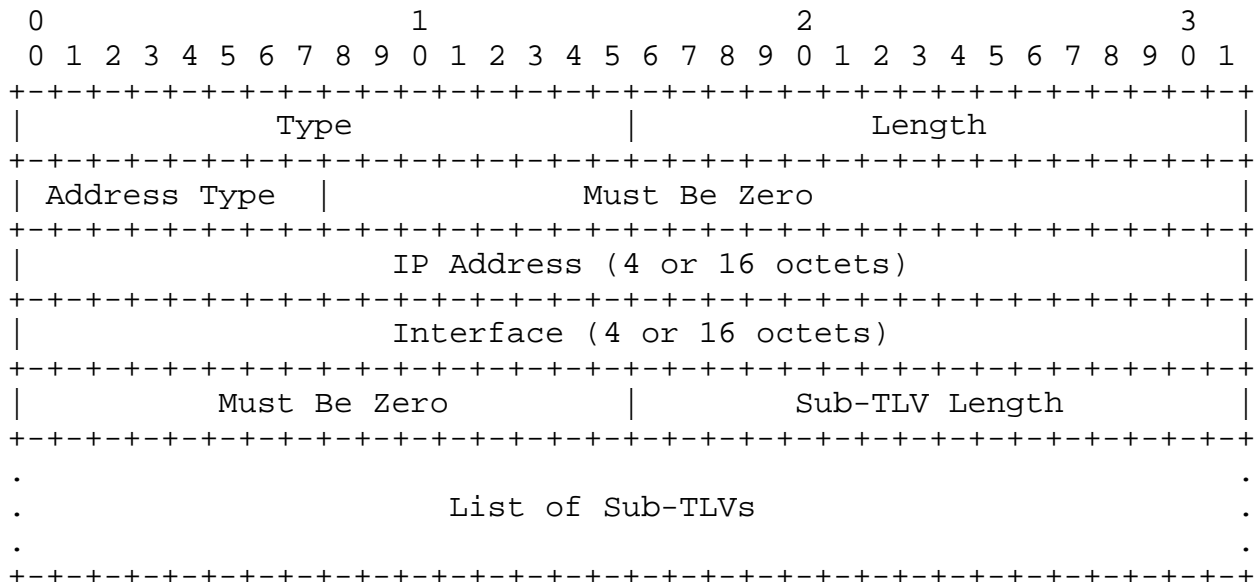 0                   1                   2                   3
 0 1 2 3 4 5 6 7 8 9 0 1 2 3 4 5 6 7 8 9 0 1 2 3 4 5 6 7 8 9 0 1
+-+-+-+-+-+-+-+-+-+-+-+-+-+-+-+-+-+-+-+-+-+-+-+-+-+-+-+-+-+-+-+-+
|             Type              |            Length             |
+-+-+-+-+-+-+-+-+-+-+-+-+-+-+-+-+-+-+-+-+-+-+-+-+-+-+-+-+-+-+-+-+
| Address Type  |             Must Be Zero                      |
+-+-+-+-+-+-+-+-+-+-+-+-+-+-+-+-+-+-+-+-+-+-+-+-+-+-+-+-+-+-+-+-+
|                   IP Address (4 or 16 octets)                 |
+-+-+-+-+-+-+-+-+-+-+-+-+-+-+-+-+-+-+-+-+-+-+-+-+-+-+-+-+-+-+-+-+
|                   Interface (4 or 16 octets)                  |
+-+-+-+-+-+-+-+-+-+-+-+-+-+-+-+-+-+-+-+-+-+-+-+-+-+-+-+-+-+-+-+-+
|          Must Be Zero         |        Sub-TLV Length         |
+-+-+-+-+-+-+-+-+-+-+-+-+-+-+-+-+-+-+-+-+-+-+-+-+-+-+-+-+-+-+-+-+
.                                                               .
.                      List of Sub-TLVs                         .
.                                                               .
+-+-+-+-+-+-+-+-+-+-+-+-+-+-+-+-+-+-+-+-+-+-+-+-+-+-+-+-+-+-+-+-+